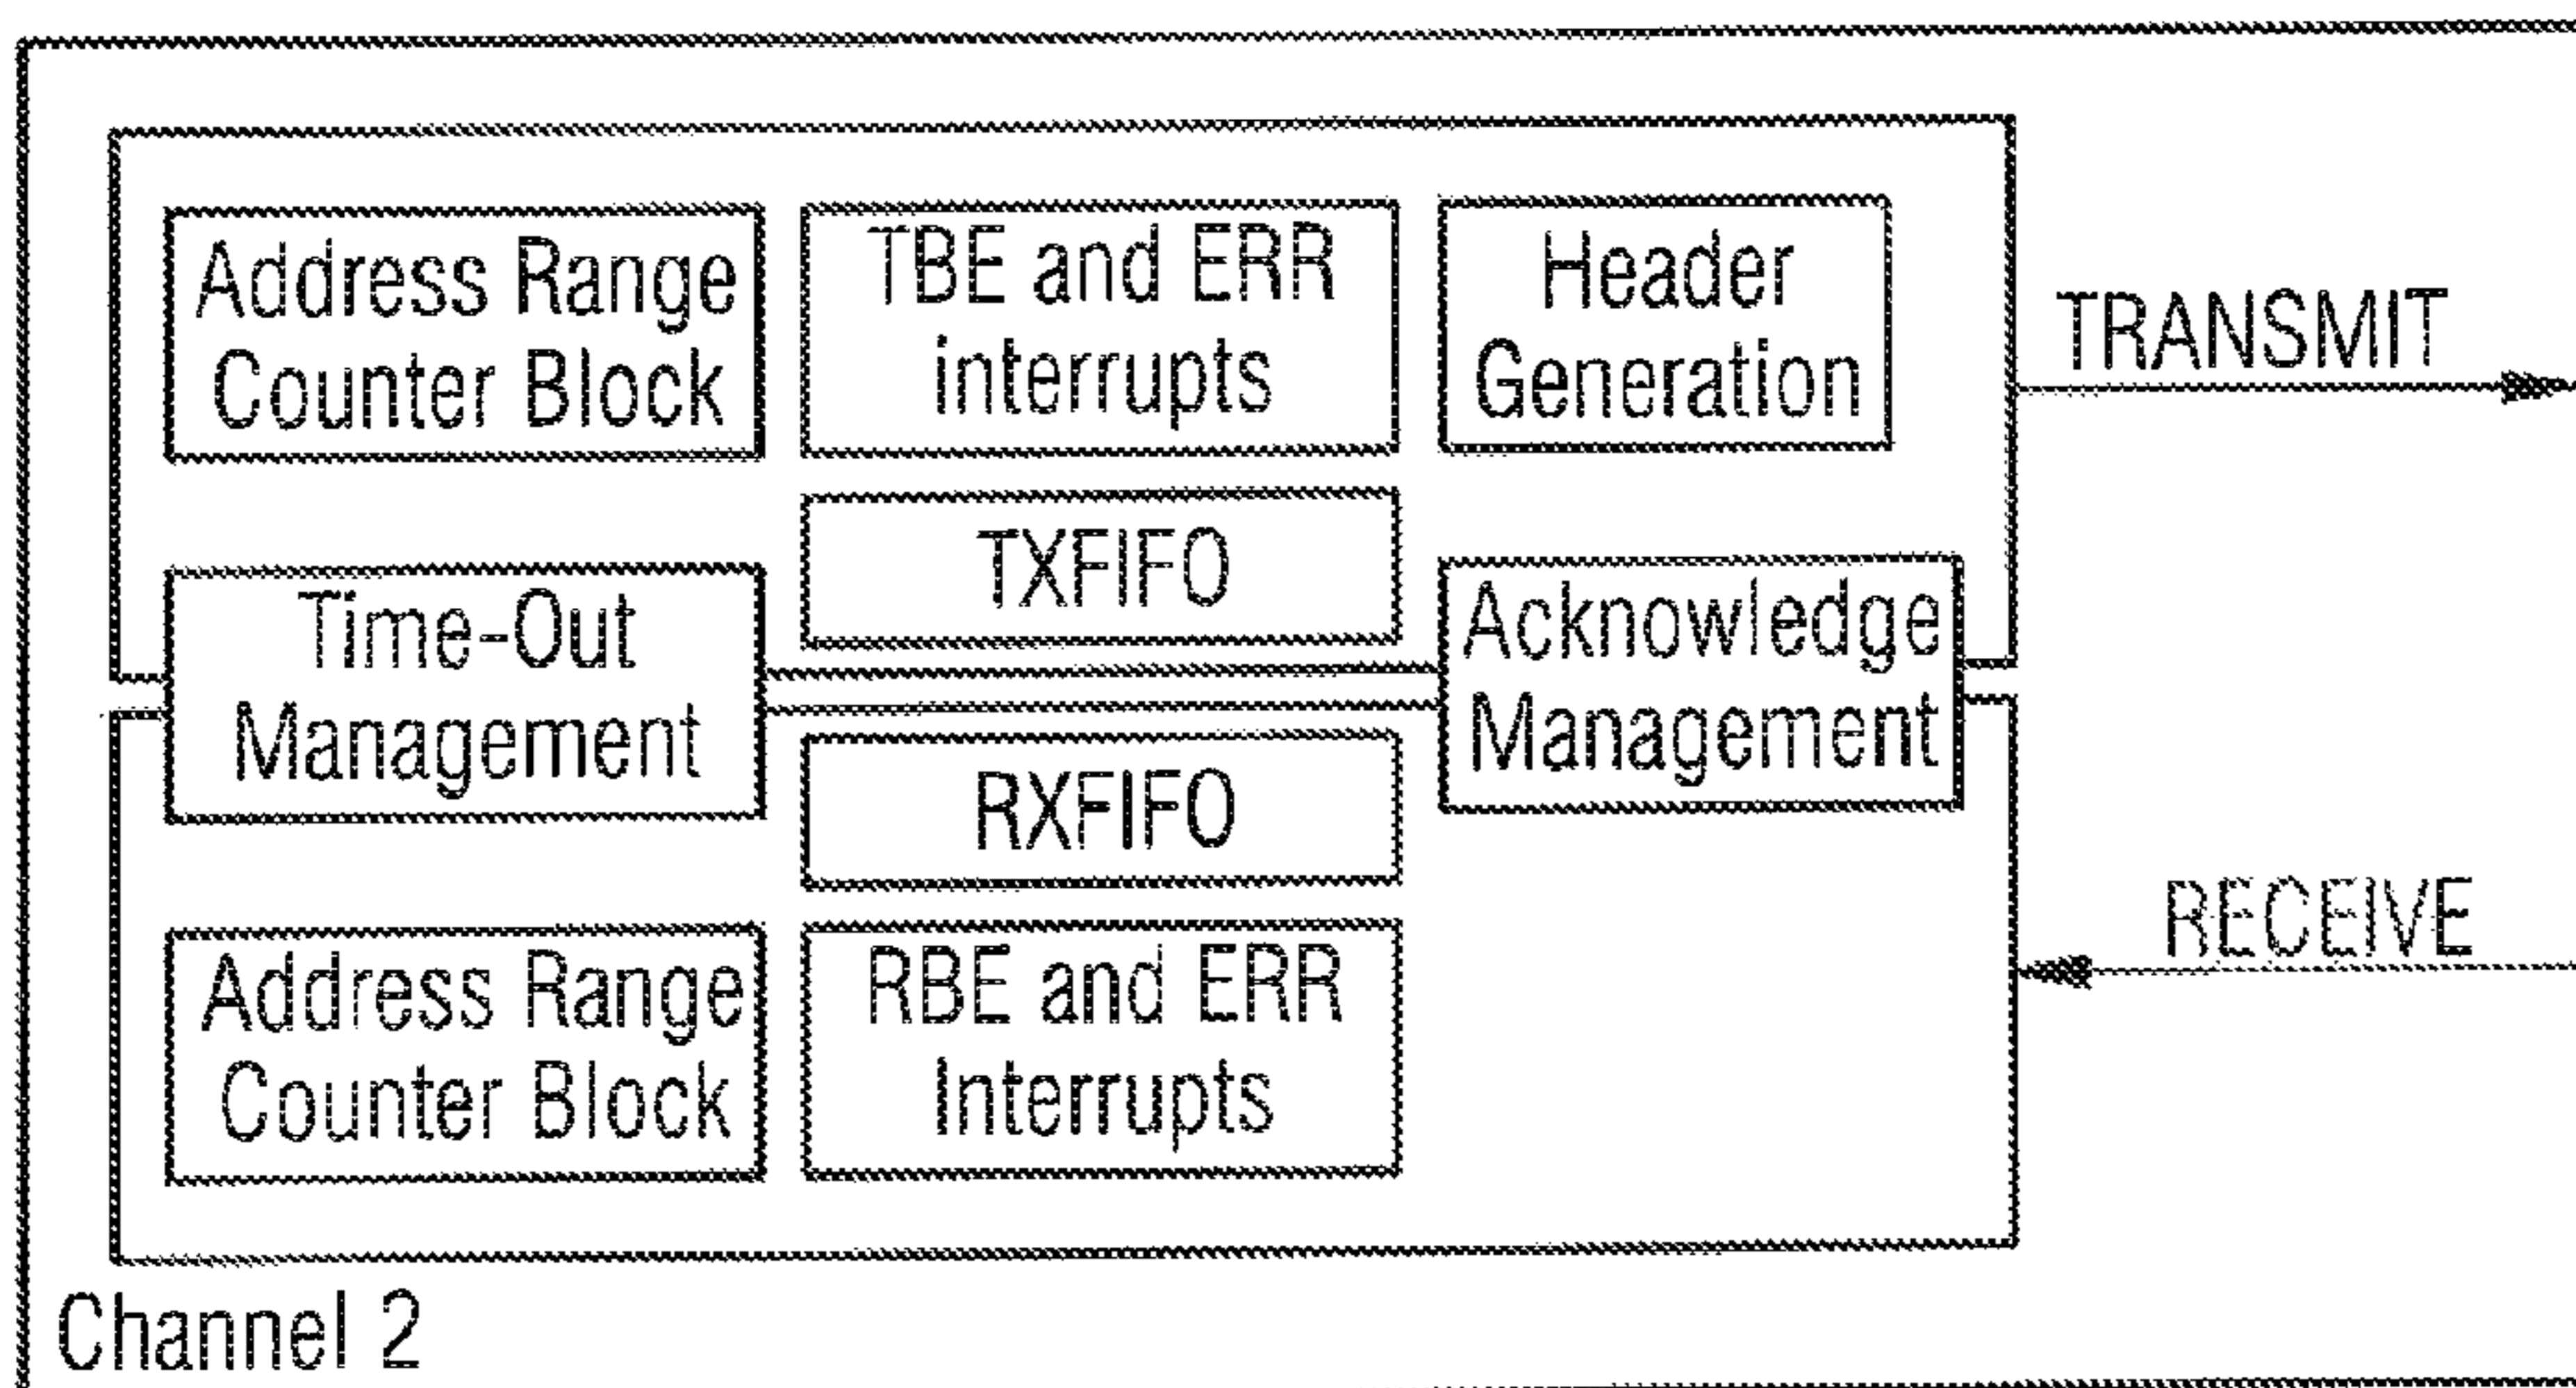 Address Range
Counter Block
TBE and ERR
interrupts
Header
Generation
TRANSMIT
TXFIFO
Time-Out
Management
Acknowledge
Management
RXFIFO
RECEIVE
Address Range
Counter Block
RBE and ERR
Interrupts
Channel 2